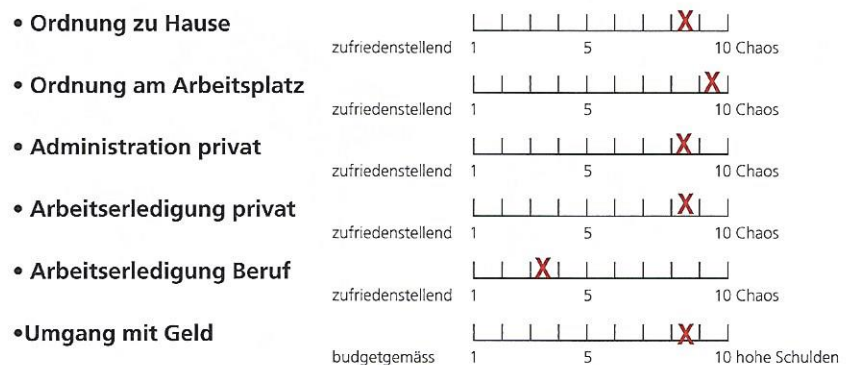 • Ordnung zu Hause
X
zufriedenstellend 1 5 10 Chaos
• Ordnung am Arbeitsplatz
X
zufriedenstellend 1 5 10 Chaos
• Administration privat
X
zufriedenstellend 1 5 10 Chaos
• Arbeitserledigung privat
X
zufriedenstellend 1 5 10 Chaos
• Arbeitserledigung Beruf
X
zufriedenstellend 1 5 10 Chaos
•Umgang mit Geld
X
budgetgemäss 1 5 10 hohe Schulden